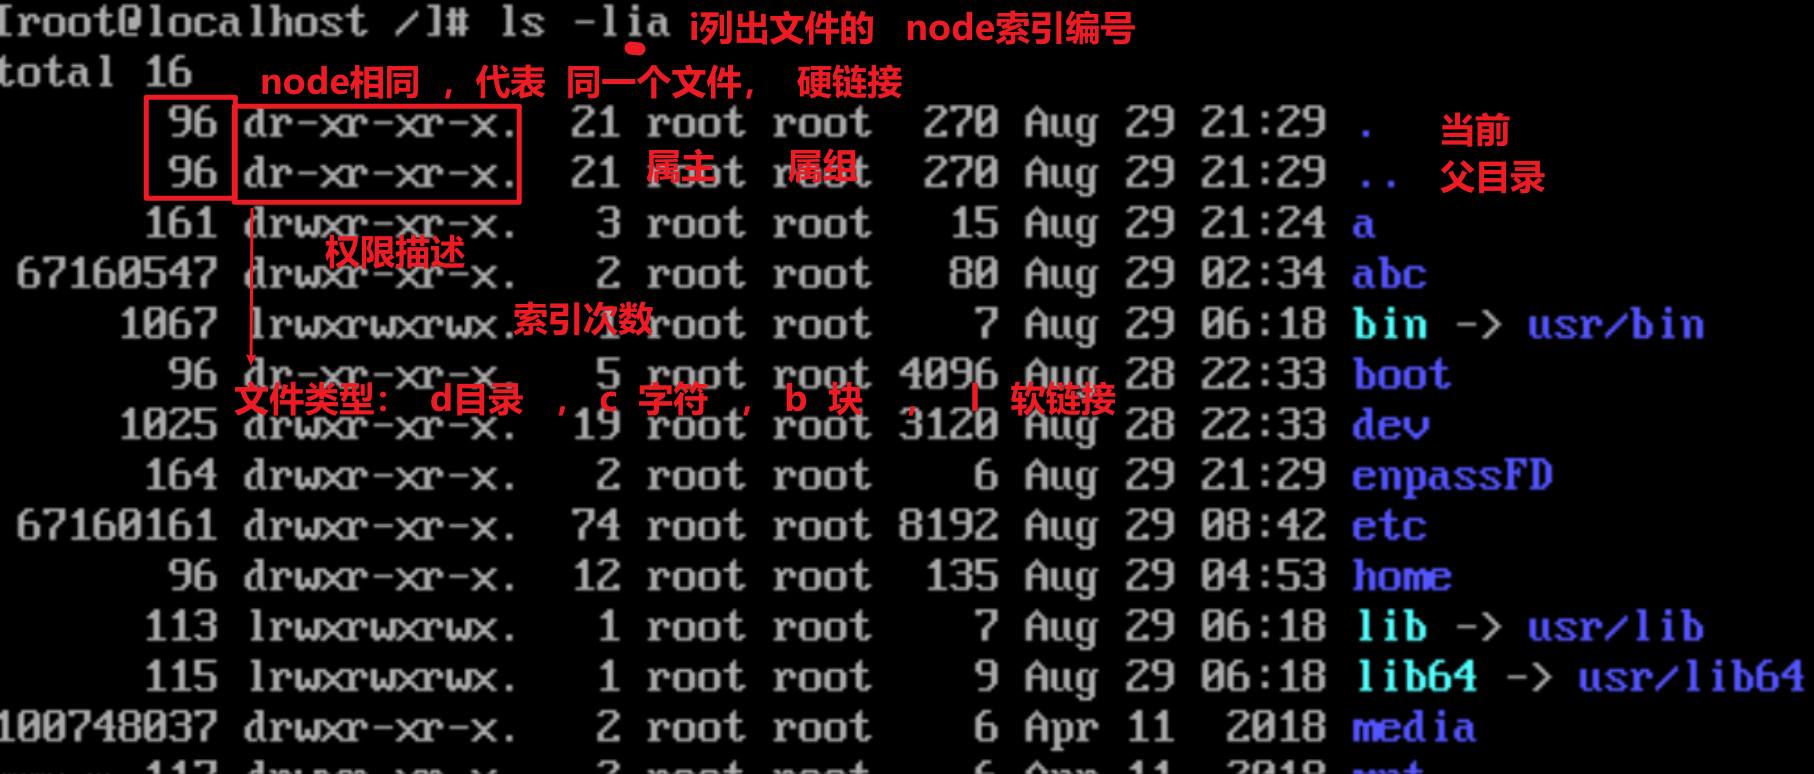 [root@localhost /]# ls -lia i列出文件的 node索引编号
total 16
node相同 ，代表 同一个文件， 硬链接
96 dr-xr-xr-x. 21 root root 270 Aug 29 21:29 . 当前
96 dr-xr-xr-x. 21 root root 270 Aug 29 21:29 .. 父目录
属主 属组
161 drwxr-xr-x. 3 root root 15 Aug 29 21:24 a
权限描述
67160547 drwxr-xr-x. 2 root root 80 Aug 29 02:34 abc
1067 lrwxrwxrwx. 1 root root 7 Aug 29 06:18 bin -> usr/bin
索引次数
96 dr-xr-xr-x. 5 root root 4096 Aug 28 22:33 boot
文件类型： d目录 ，c 字符 ，b 块 ，l 软链接
1025 drwxr-xr-x. 19 root root 3120 Aug 28 22:33 dev
164 drwxr-xr-x. 2 root root 6 Aug 29 21:29 enpassFD
67160161 drwxr-xr-x. 74 root root 8192 Aug 29 08:42 etc
96 drwxr-xr-x. 12 root root 135 Aug 29 04:53 home
113 lrwxrwxrwx. 1 root root 7 Aug 29 06:18 lib -> usr/lib
115 lrwxrwxrwx. 1 root root 9 Aug 29 06:18 lib64 -> usr/lib64
100748037 drwxr-xr-x. 2 root root 6 Apr 11 2018 media